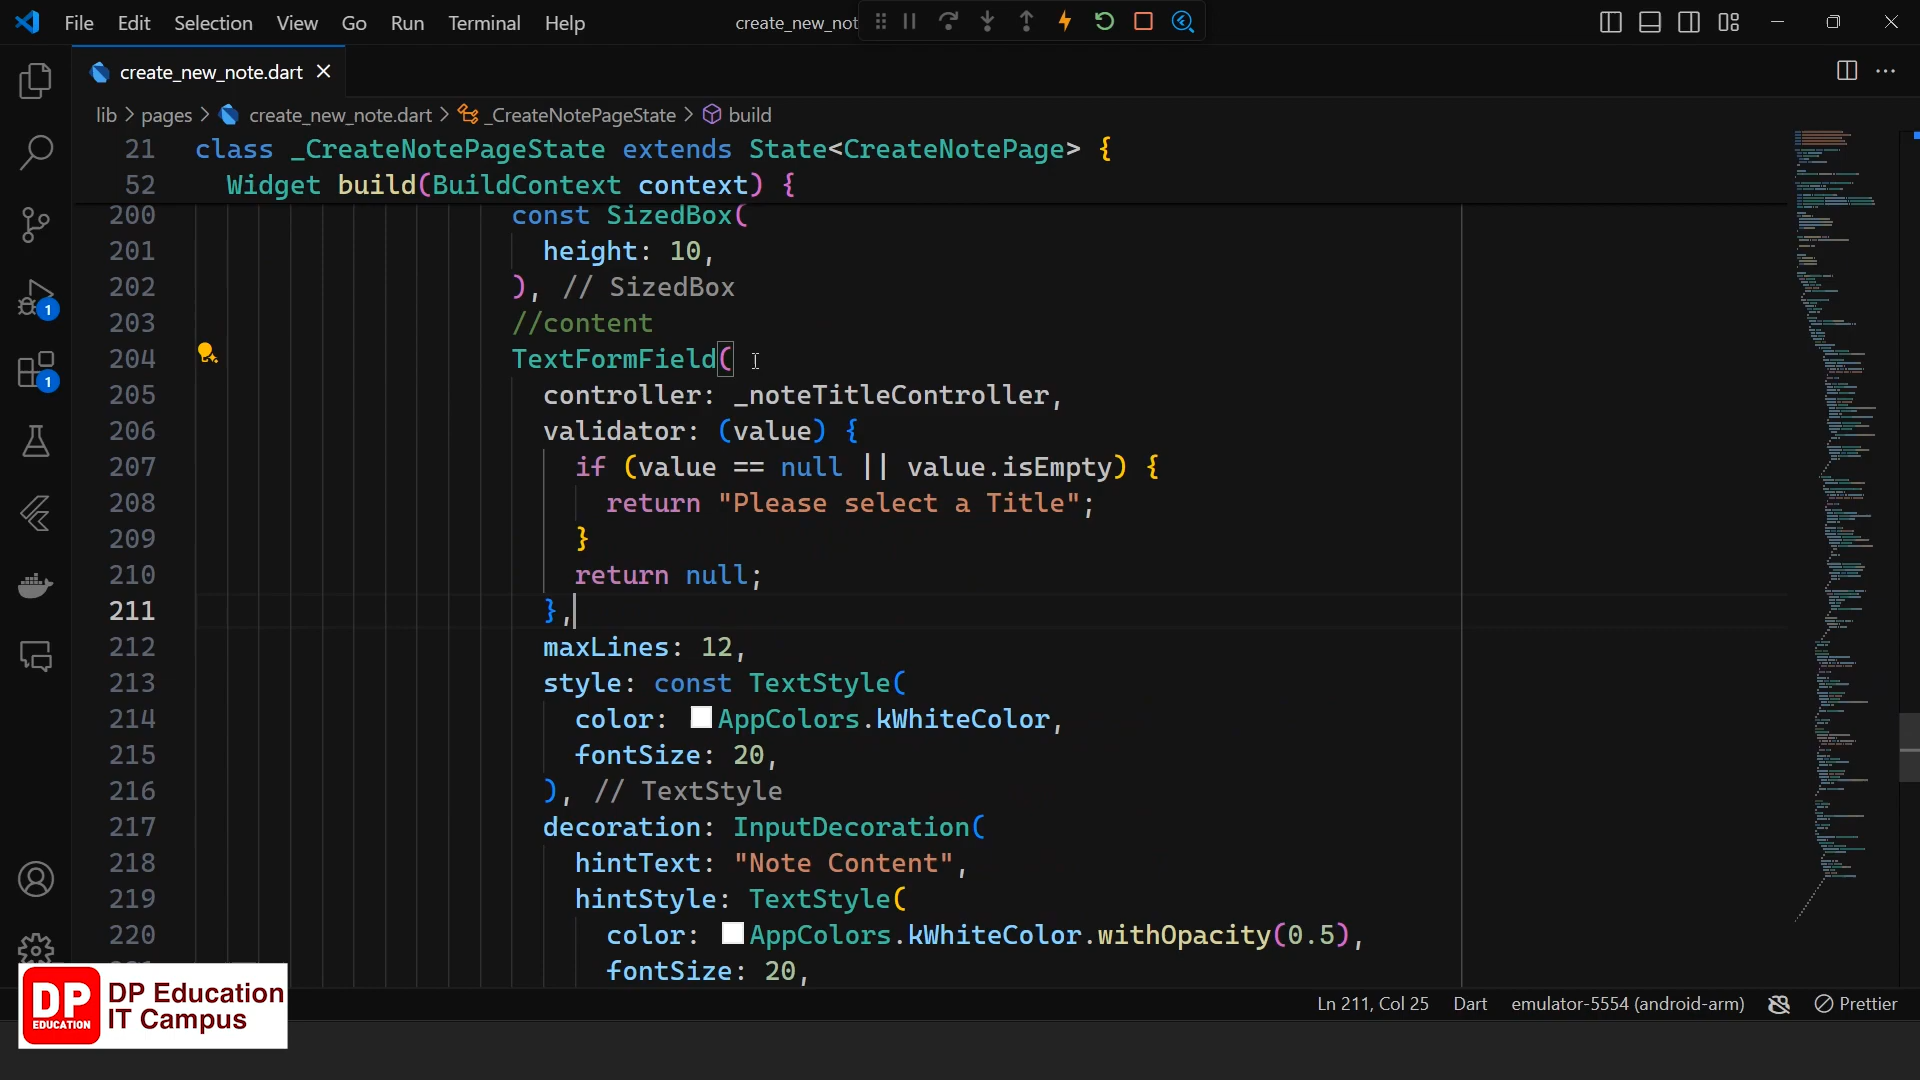 File Edit Selection View Go Run Terminal Help create_new_not
create_new_note.dart
lib > pages > create_new_note.dart > _CreateNotePageState > build
21 class _CreateNotePageState extends State<CreateNotePage> {
52 Widget build(BuildContext context) {
200 const SizedBox(
201 height: 10,
202 ), // SizedBox
203 //content
204 TextFormField(
205 controller: _noteTitleController,
206 validator: (value) {
207 if (value == null || value.isEmpty) {
208 return "Please select a Title";
209 }
210 return null;
211 },
212 maxLines: 12,
213 style: const TextStyle(
214 color: AppColors.kWhiteColor,
215 fontSize: 20,
216 ), // TextStyle
217 decoration: InputDecoration(
218 hintText: "Note Content",
219 hintStyle: TextStyle(
220 color: AppColors.kWhiteColor.withOpacity(0.5),
fontSize: 20,
1
1
DP EDUCATION
DP Education
IT Campus
Ln 211, Col 25 Dart emulator-5554 (android-arm) Prettier